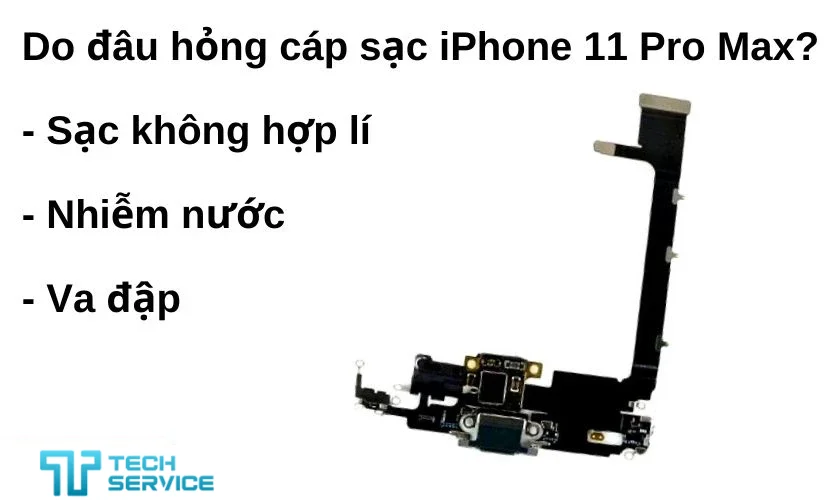 Do đâu hỏng cáp sạc iPhone 11 Pro Max?
- Sạc không hợp lí
- Nhiễm nước
- Va đập
TECH
SERVICE